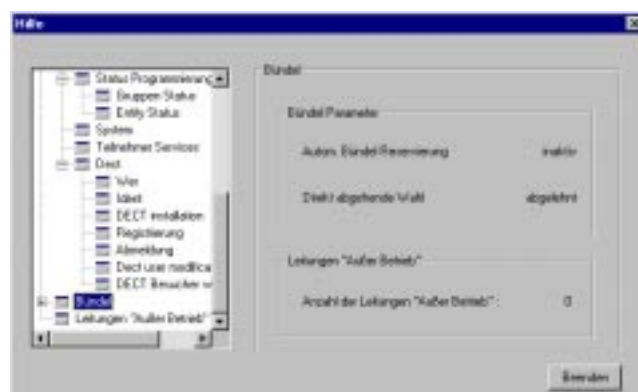 Hilfe
Status Programmierung
Gruppen Status
Entity Status
System
Teilnehmer Services
Dect
Wer
Ident
DECT installation
Registrierung
Abmeldung
Dect user modifica
DECT Besucher w
Bündel
Leitungen "Außer Betrieb"
Bündel
Bündel Parameter
Autom. Bündel Reservierung inaktiv
Direkt abgehende Wahl abgelehnt
Leitungen "Außer Betrieb"
Anzahl der Leitungen "Außer Betrieb" : 0
Beenden